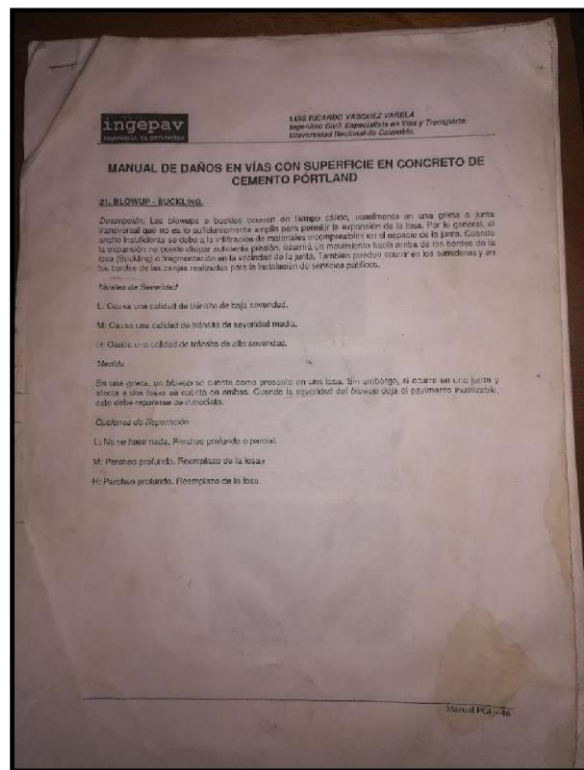 ingepav
LUIS RICARDO VASQUEZ VARELA
Ingeniero Civil. Especialista en Vías y Transporte.
Universidad Nacional de Colombia.
MANUAL DE DAÑOS EN VÍAS CON SUPERFICIE EN CONCRETO DE
CEMENTO PÓRTLAND
21. BLOWUP - BUCKLING.
Descripción: Los blowups o buckles ocurren en tiempo cálido, usualmente en una grieta o junta
transversal que no es lo suficientemente amplia para permitir la expansión de la losa. Por lo general, el
ancho insuficiente se debe a la infiltración de materiales incompresibles en el espacio de la junta. Cuando
la expansión no puede disipar suficiente presión, ocurrirá un movimiento hacia arriba de los bordes de la
losa (Buckling) o fragmentación en la vecindad de la junta. También pueden ocurrir en los sumideros y en
los bordes de las zanjas realizadas para la instalación de servicios públicos.
Niveles de Severidad
L: Causa una calidad de tránsito de baja severidad.
M: Causa una calidad de tránsito de severidad media.
H: Causa una calidad de tránsito de alta severidad.
Medida
En una grieta, un blowup se cuenta como presente en una losa. Sin embargo, si ocurre en una junta y
afecta a dos losas se cuenta en ambas. Cuando la severidad del blowup deja el pavimento inutilizable,
este debe repararse de inmediato.
Opciones de Reparación
L: No se hace nada. Parcheo profundo o parcial.
M: Parcheo profundo. Reemplazo de la losa.
H: Parcheo profundo. Reemplazo de la losa.
Manual PCI -